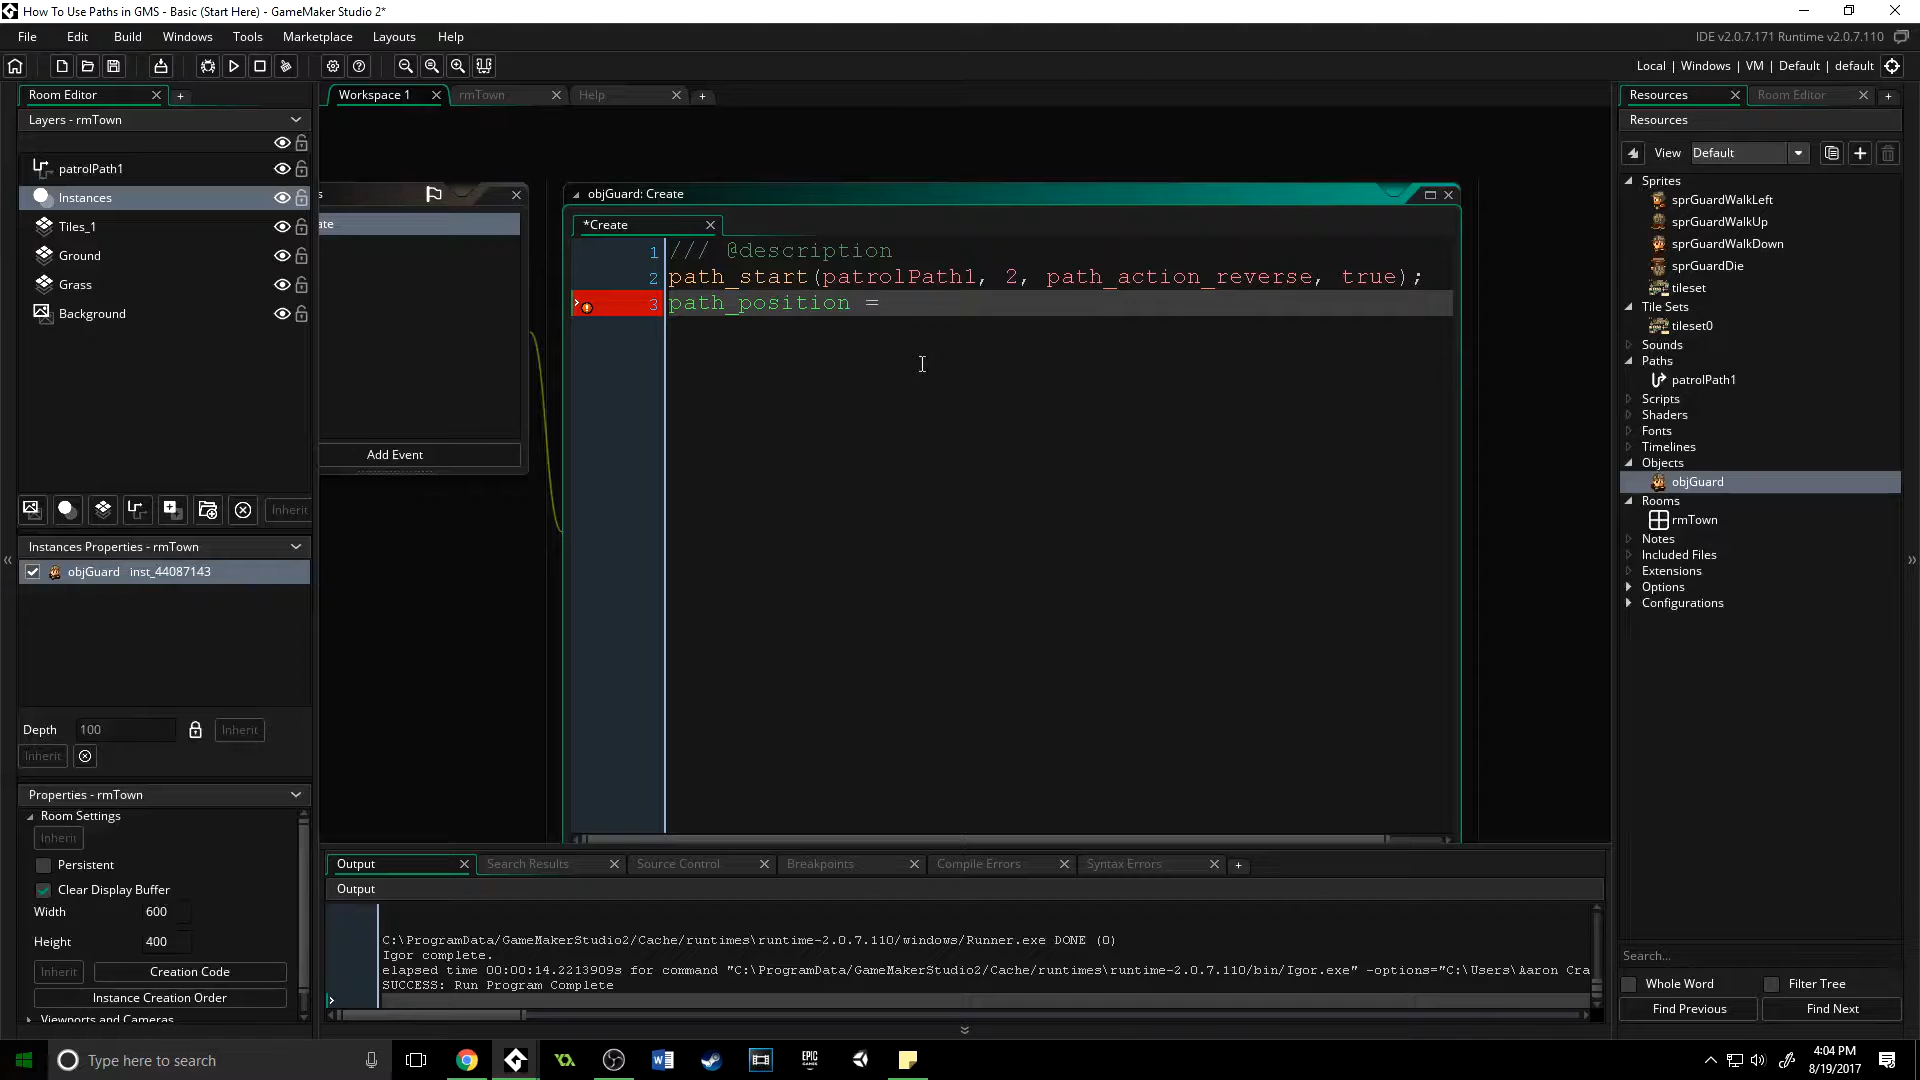 How To Use Paths in GMS - Basic (Start Here) - GameMaker Studio 2*
File Edit Build Windows Tools Marketplace Layouts Help
IDE v2.0.7.171 Runtime v2.0.7.110
Local | Windows | VM | Default | default
Room Editor
Workspace 1
rmTown
Help
Resources
Room Editor
Layers - rmTown
Resources
View Default
patrolPath1
Instances
Tiles_1
Ground
Grass
Background
Inherit
Instances Properties - rmTown
objGuard inst_44087143
Depth 100 Inherit
Inherit
Properties - rmTown
Room Settings
Inherit
Persistent
Clear Display Buffer
Width 600
Height 400
Inherit Creation Code
Instance Creation Order
Viewports and Cameras
s
ate
Add Event
objGuard: Create
*Create
1 /// @description
2 path_start(patrolPath1, 2, path_action_reverse, true);
3 path_position =
Output
Search Results
Source Control
Breakpoints
Compile Errors
Syntax Errors
Output
C:\ProgramData/GameMakerStudio2/Cache/runtimes\runtime-2.0.7.110/windows/Runner.exe DONE (0)
Igor complete.
elapsed time 00:00:14.2213909s for command "C:\ProgramData/GameMakerStudio2/Cache/runtimes\runtime-2.0.7.110/bin/Igor.exe" -options="C:\Users\Aaron Cra
SUCCESS: Run Program Complete
Sprites
sprGuardWalkLeft
sprGuardWalkUp
sprGuardWalkDown
sprGuardDie
tileset
Tile Sets
tileset0
Sounds
Paths
patrolPath1
Scripts
Shaders
Fonts
Timelines
Objects
objGuard
Rooms
rmTown
Notes
Included Files
Extensions
Options
Configurations
Search...
Whole Word
Filter Tree
Find Previous
Find Next
Type here to search
EPIC GAMES
4:04 PM
8/19/2017